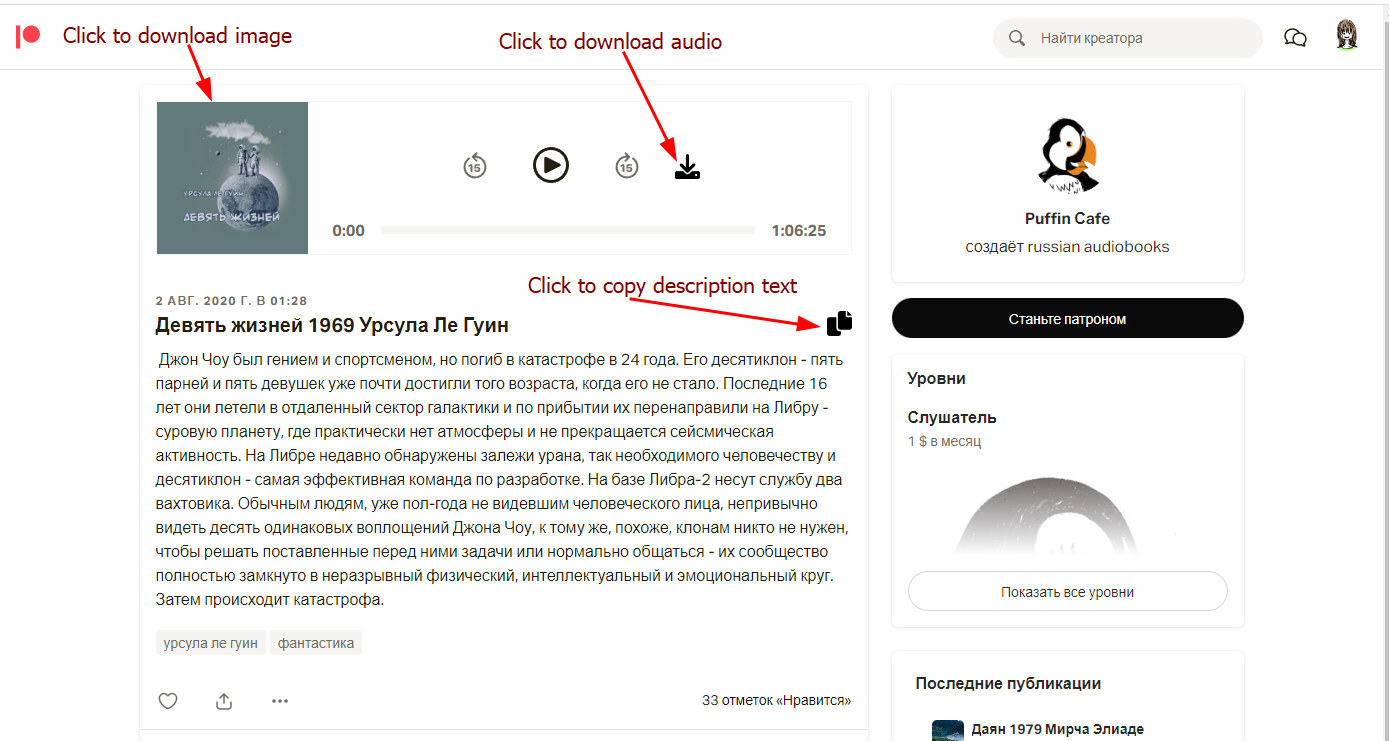 Click to download image
Click to download audio
Найти креатора
УРСУЛА ЛЕ ГУИН
ДЕВЯТЬ ЖИЗНЕЙ
15
15
0:00
1:06:25
Click to copy description text
2 АВГ. 2020 Г. В 01:28
Девять жизней 1969 Урсула Ле Гуин
Джон Чоу был гением и спортсменом, но погиб в катастрофе в 24 года. Его десятиклон - пять
парней и пять девушек уже почти достигли того возраста, когда его не стало. Последние 16
лет они летели в отдаленный сектор галактики и по прибытии их перенаправили на Либру -
суровую планету, где практически нет атмосферы и не прекращается сейсмическая
активность. На Либре недавно обнаружены залежи урана, так необходимого человечеству и
десятиклон - самая эффективная команда по разработке. На базе Либра-2 несут службу два
вахтовика. Обычным людям, уже пол-года не видевшим человеческого лица, непривычно
видеть десять одинаковых воплощений Джона Чоу, к тому же, похоже, клонам никто не нужен,
чтобы решать поставленные перед ними задачи или нормально общаться - их сообщество
полностью замкнуто в неразрывный физический, интеллектуальный и эмоциональный круг.
Затем происходит катастрофа.
урсула ле гуин
фантастика
33 отметок «Нравится»
Puffin Cafe
создаёт russian audiobooks
Станьте патроном
Уровни
Слушатель
1 $ в месяц
Показать все уровни
Последние публикации
Даян 1979 Мирча Элиаде